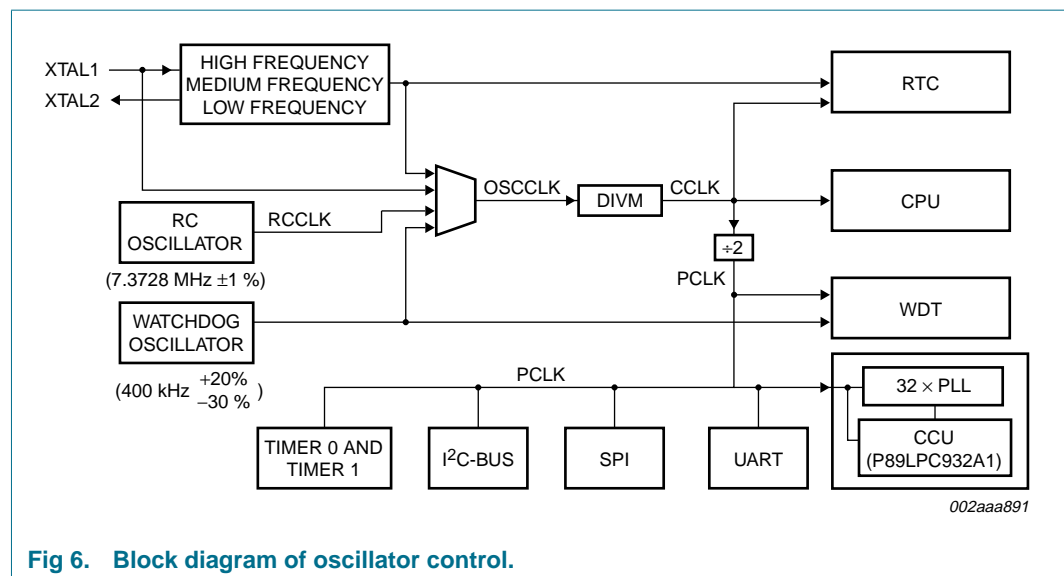 XTAL1
XTAL2
HIGH FREQUENCY
MEDIUM FREQUENCY
LOW FREQUENCY
RTC
OSCCLK
DIVM
CCLK
CPU
RC
OSCILLATOR
RCCLK
(7.3728 MHz ±1 %)
÷2
PCLK
WDT
WATCHDOG
OSCILLATOR
(400 kHz +20% −30 % )
PCLK
32 × PLL
CCU
(P89LPC932A1)
TIMER 0 AND
TIMER 1
I²C-BUS
SPI
UART
002aaa891
Fig 6. Block diagram of oscillator control.